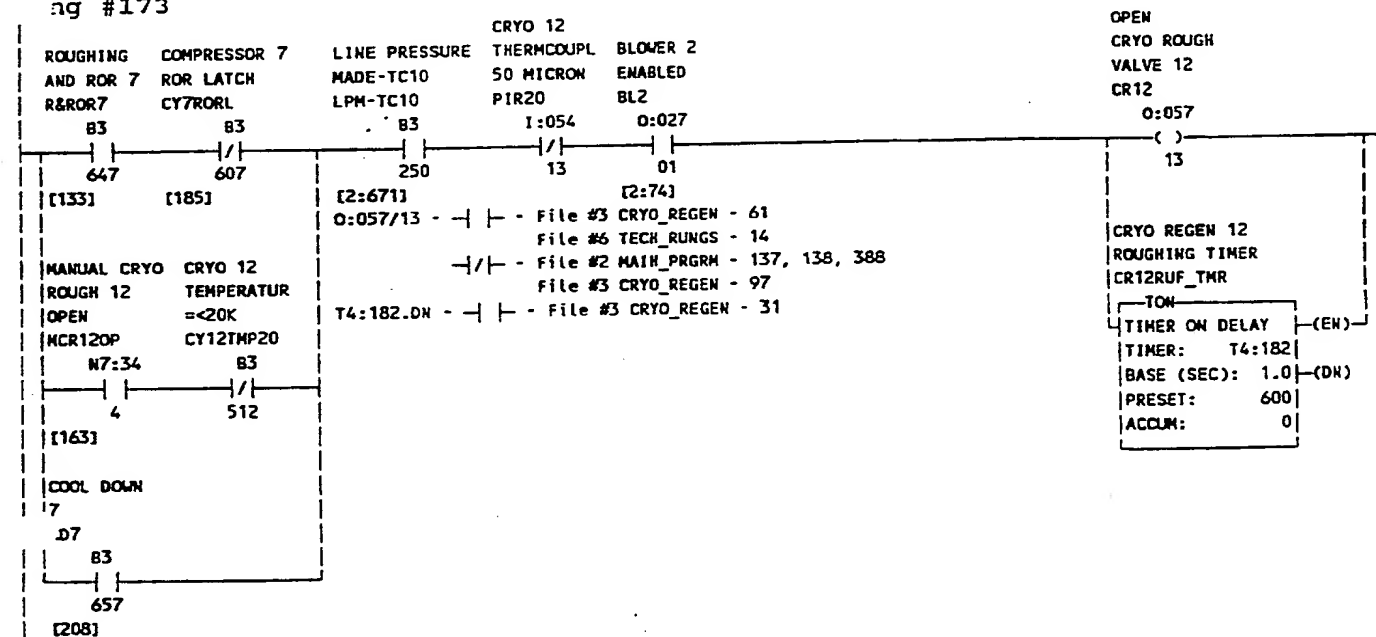 ng #173
CRYO 12
OPEN
ROUGHING COMPRESSOR 7 LINE PRESSURE THERMCOUPL BLOWER 2 CRYO ROUGH
AND ROR 7 ROR LATCH MADE-TC10 50 MICRON ENABLED VALVE 12
R&ROR7 CY7RORL LPM-TC10 PIR20 BL2 CR12
B3 B3 B3 I:054 O:027 O:057
647 607 250 13 01 13
[133] [185] [2:671] [2:74]
O:057/13 - ┤ ├ - File #3 CRYO_REGEN - 61
File #6 TECH_RUNGS - 14
┤/├ - File #2 MAIN_PRGRM - 137, 138, 388
File #3 CRYO_REGEN - 97
T4:182.DN - ┤ ├ - File #3 CRYO_REGEN - 31
MANUAL CRYO CRYO 12
ROUGH 12 TEMPERATUR
OPEN =<20K
MCR12OP CY12TMP20
N7:34 B3
4 512
[163]
CRYO REGEN 12
ROUGHING TIMER
CR12RUF_TMR
TON
TIMER ON DELAY (EN)
TIMER: T4:182
BASE (SEC): 1.0 (DN)
PRESET: 600
ACCUM: 0
COOL DOWN
7
D7
B3
657
[208]